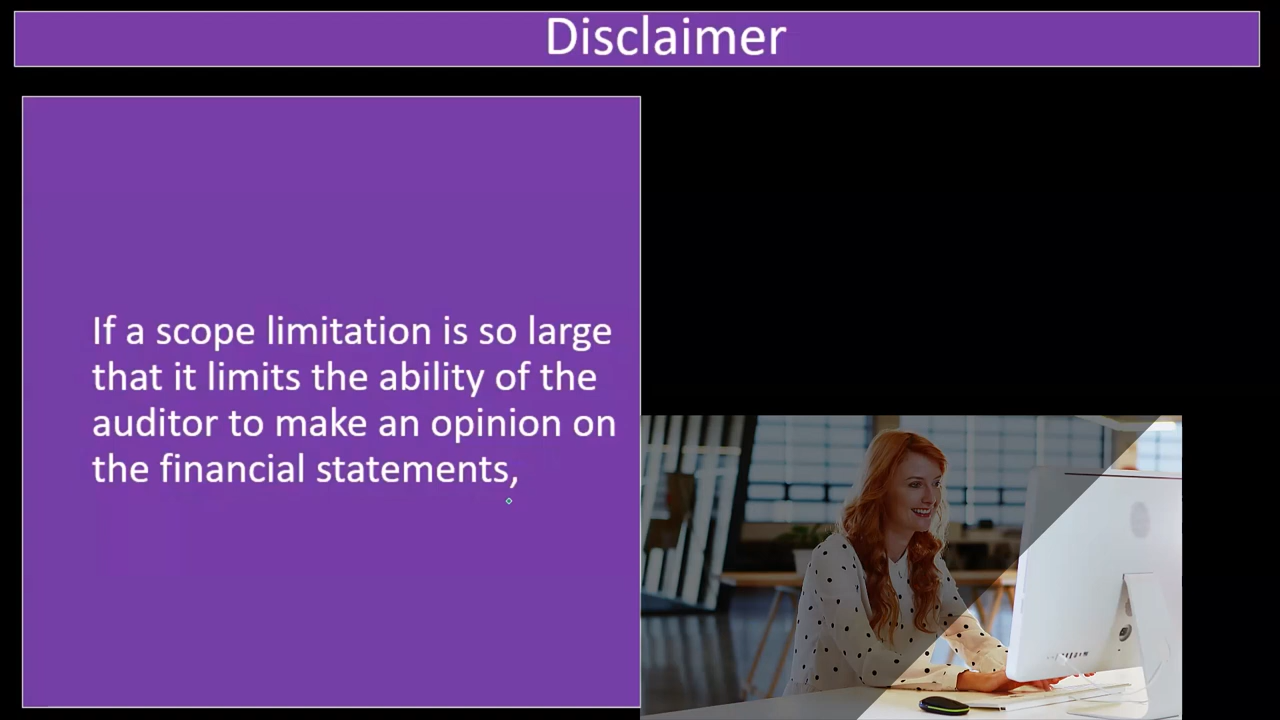 Disclaimer
If a scope limitation is so large
that it limits the ability of the
auditor to make an opinion on
the financial statements,